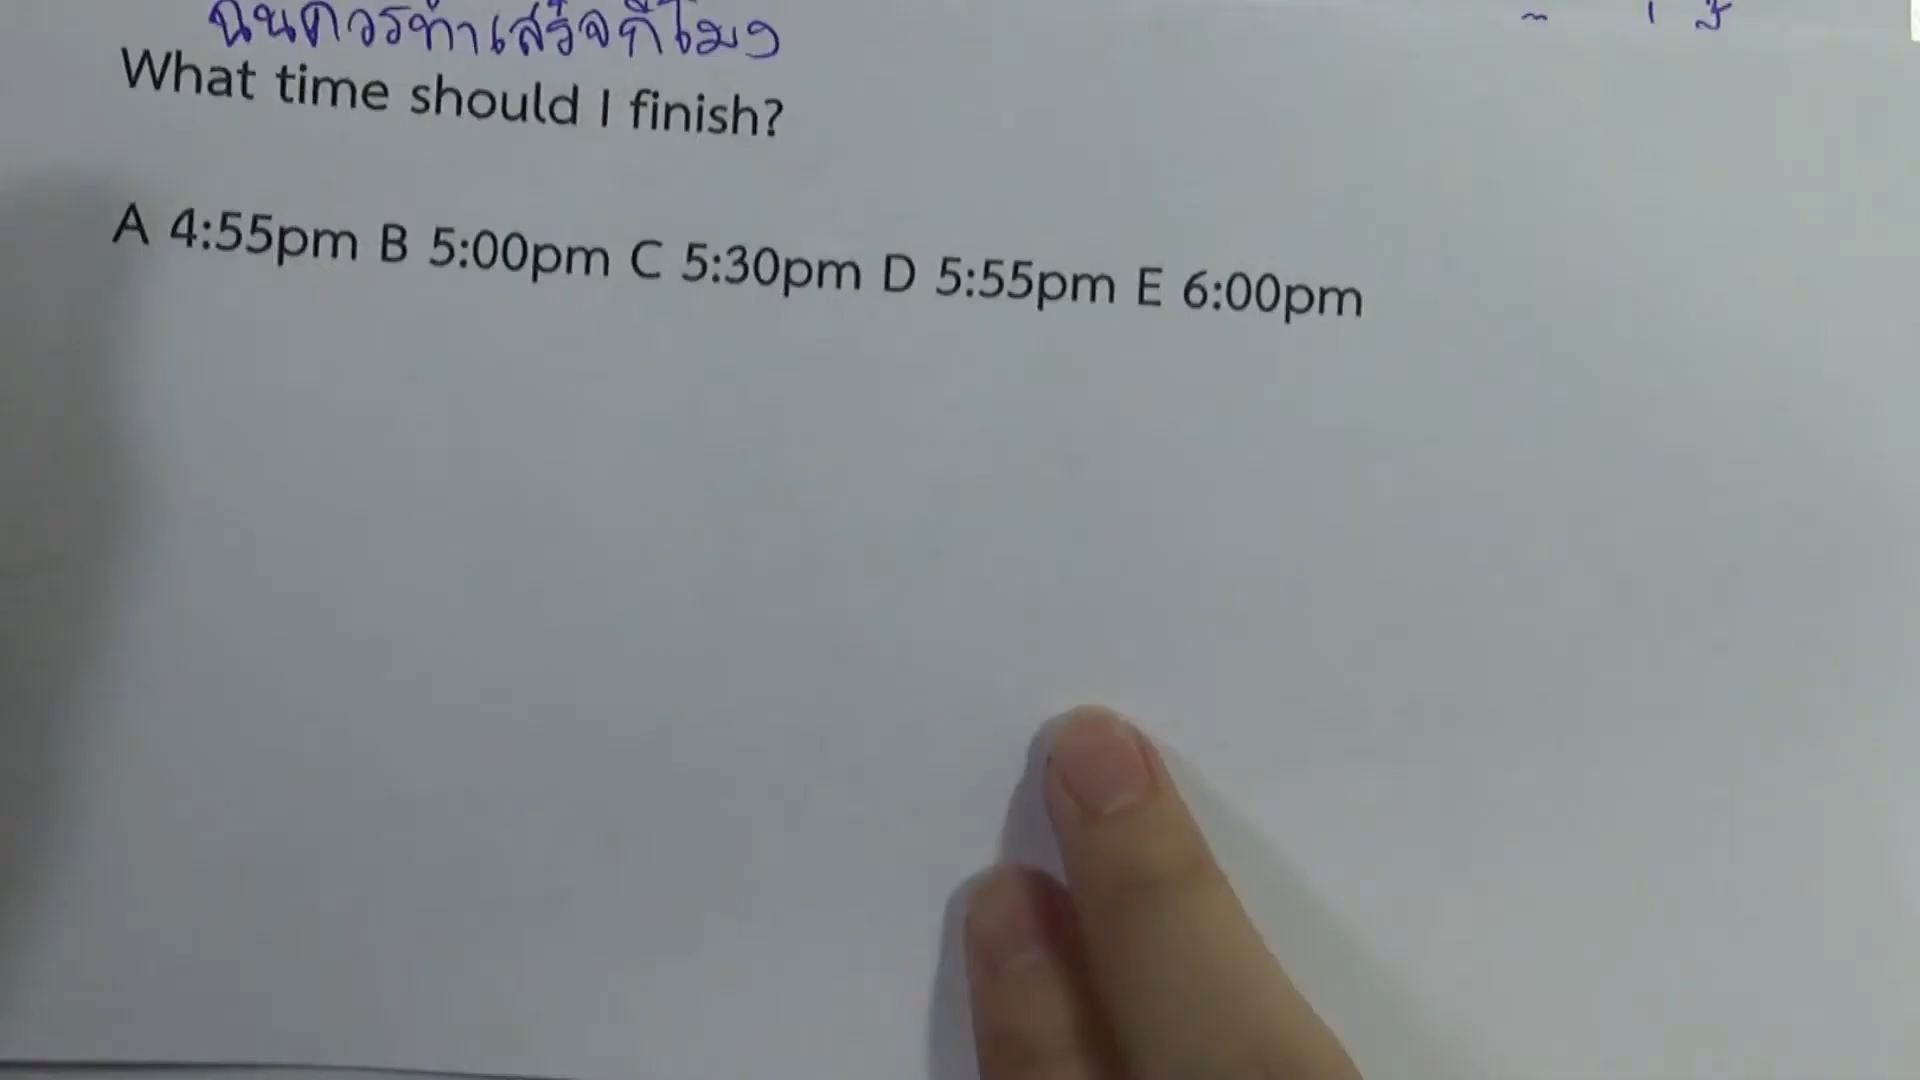 ฉันควรทำเสร็จกี่โมง
What time should I finish?
A 4:55pm B 5:00pm C 5:30pm D 5:55pm E 6:00pm